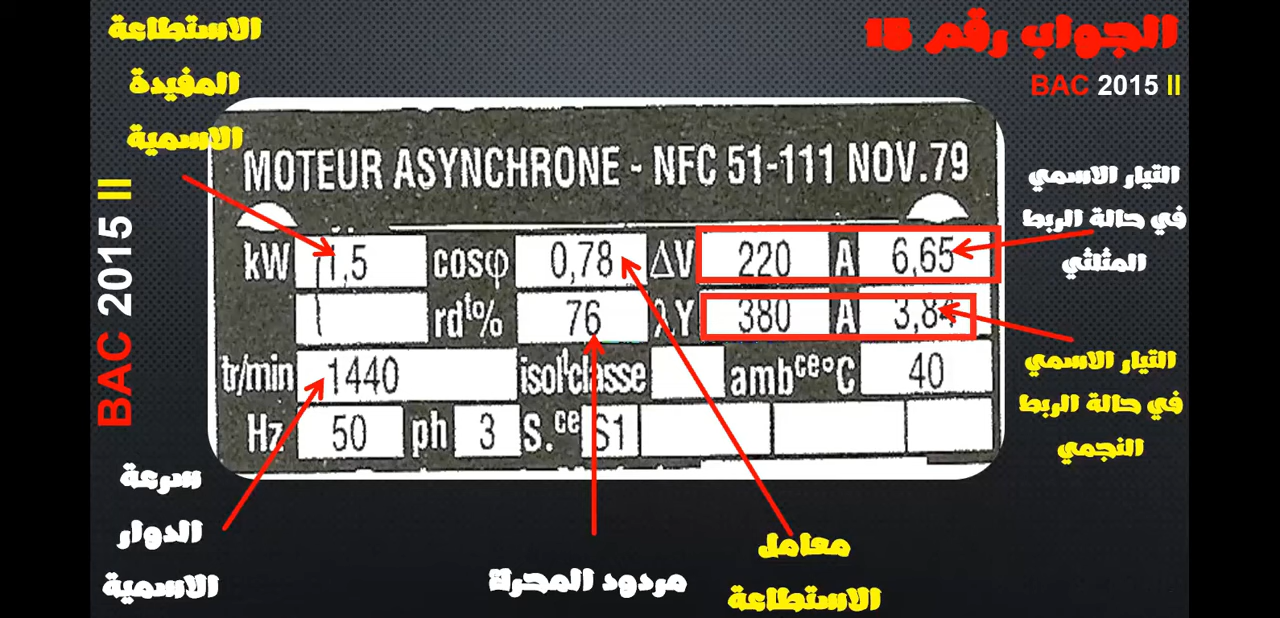 الجواب رقم 15
BAC 2015 II
الاستطاعة
المفيدة
الاسمية
BAC 2015 II
MOTEUR ASYNCHRONE - NFC 51-111 NOV.79
kW 1,5 cosφ 0,78 ΔV 220 A 6,65
rdto% 76 λY 380 A 3,84
tr/min 1440 isolt classe ambce °C 40
Hz 50 ph 3 S.ce S1
التيار الاسمي
في حالة الربط
المثلثي
التيار الاسمي
في حالة الربط
النجمي
سرعة
الدوار
الاسمية
مردود المحرك
معامل
الاستطاعة